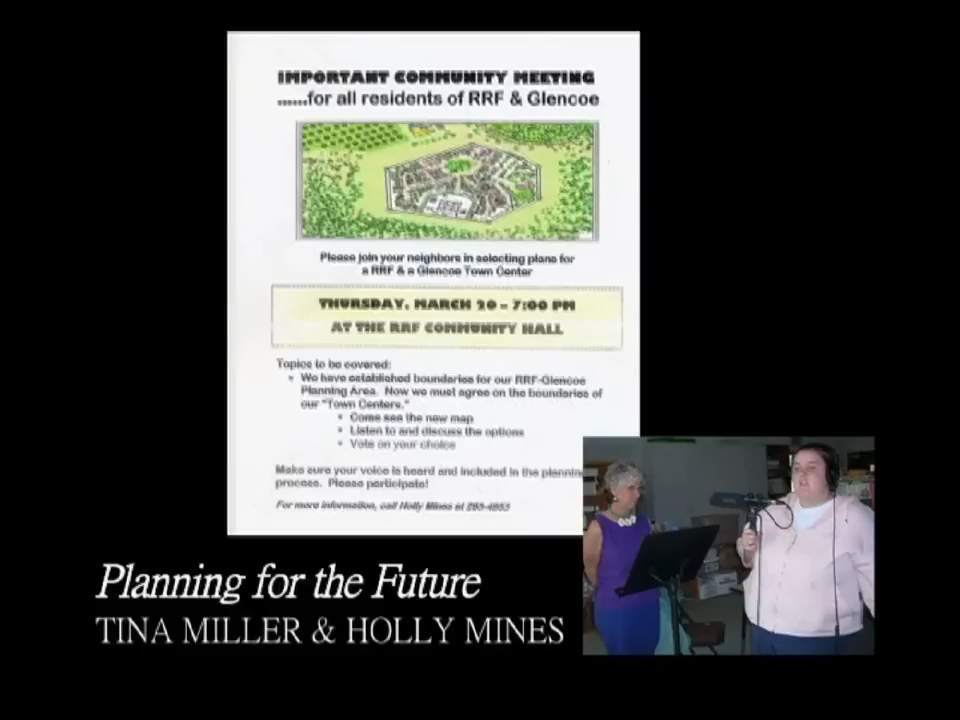 IMPORTANT COMMUNITY MEETING
......for all residents of RRF & Glencoe
Please join your neighbors in selecting plans for
a RRF & a Glencoe Town Center
THURSDAY, MARCH 20 – 7:00 PM
AT THE RRF COMMUNITY HALL
Topics to be covered:
We have established boundaries for our RRF-Glencoe
Planning Area. Now we must agree on the boundaries of
our "Town Centers."
Come see the new map
Listen to and discuss the options
Vote on your choice
Make sure your voice is heard and included in the planning
process. Please participate!
For more information, call Holly Mines at
Planning for the Future
TINA MILLER & HOLLY MINES